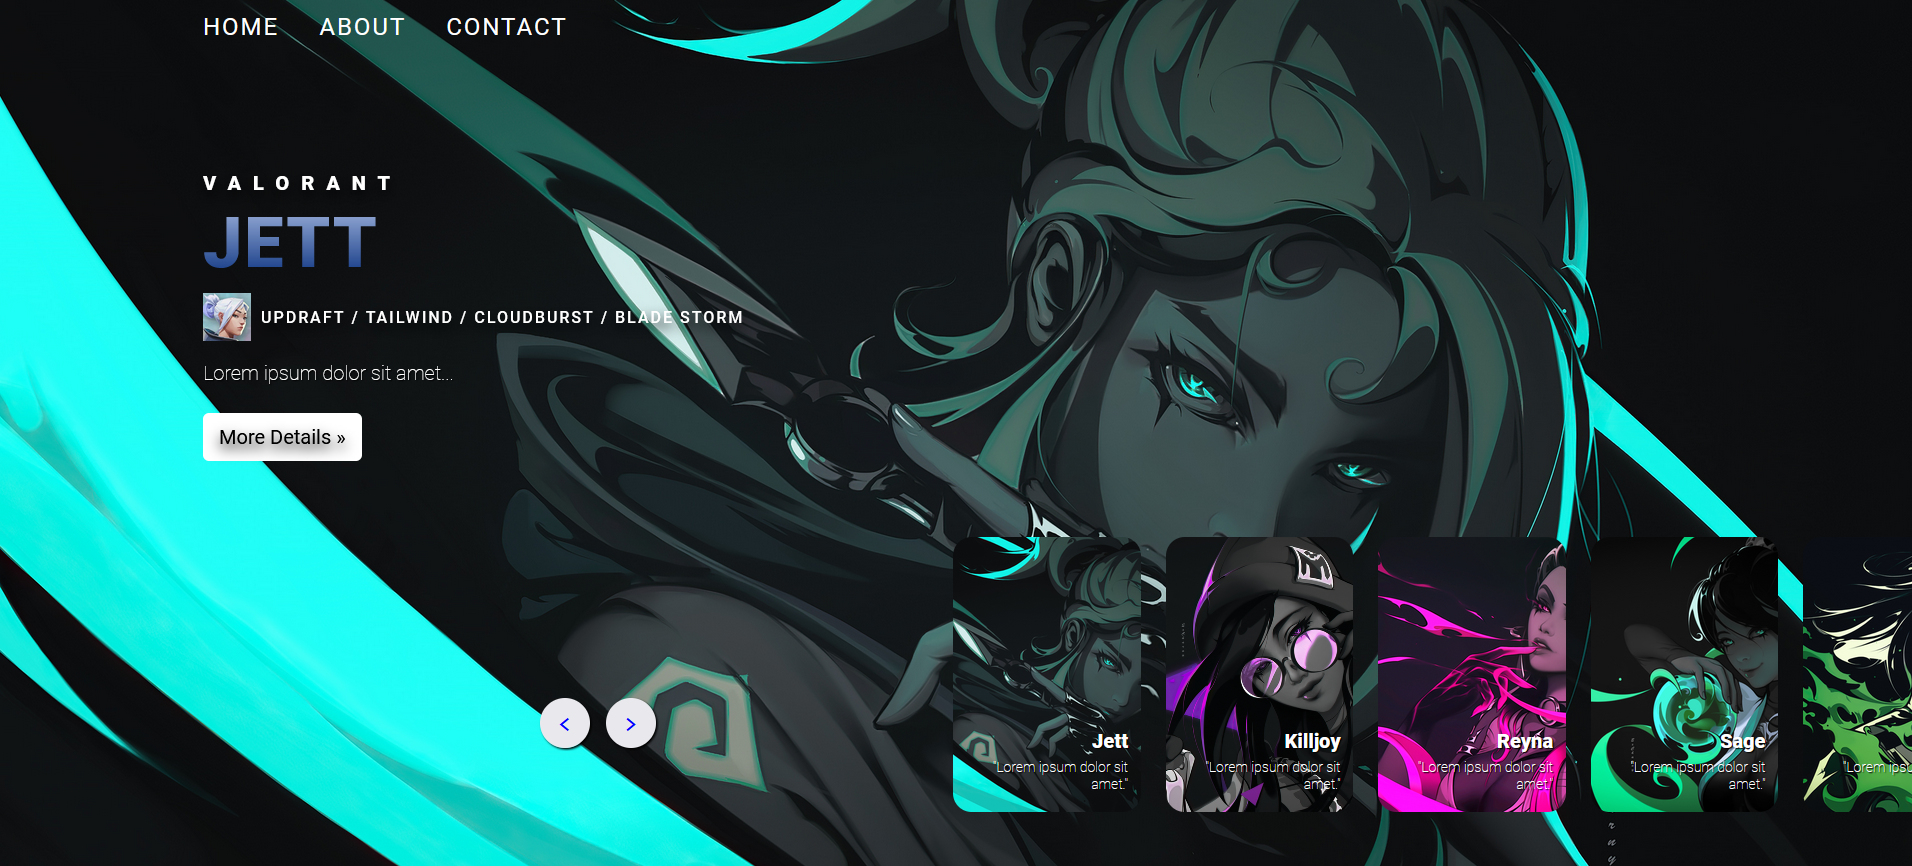 HOME ABOUT CONTACT
VALORANT
JETT
UPDRAFT / TAILWIND / CLOUDBURST / BLADE STORM
Lorem ipsum dolor sit amet...
More Details »
Jett
"Lorem ipsum dolor sit
amet."
Killjoy
"Lorem ipsum dolor sit
amet."
Reyna
"Lorem ipsum dolor sit
amet."
Sage
"Lorem ipsum dolor sit
amet."
"Lorem